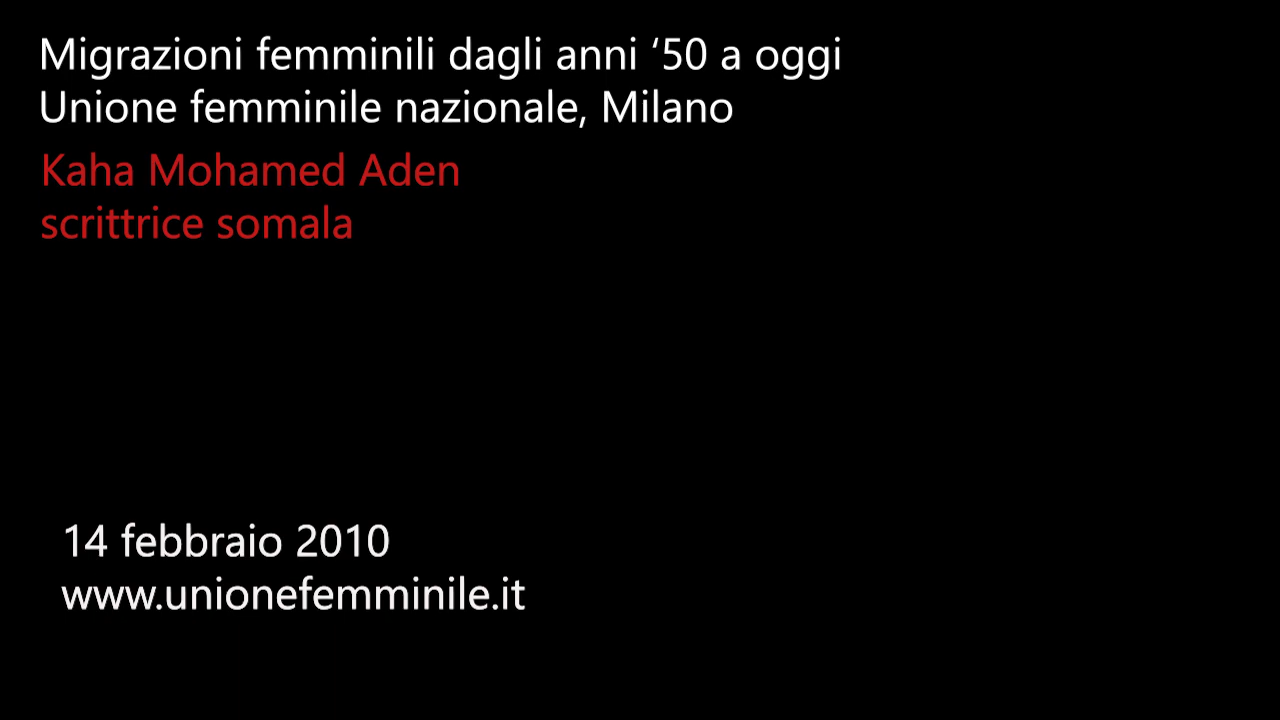 Migrazioni femminili dagli anni ‘50 a oggi
Unione femminile nazionale, Milano
Kaha Mohamed Aden
scrittrice somala
14 febbraio 2010
www.unionefemminile.it